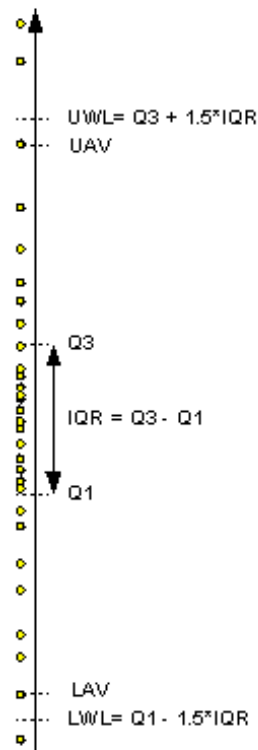 UWL= Q3 + 1.5*IQR
UAV
Q3
IQR = Q3 - Q1
Q1
LAV
LWL= Q1 - 1.5*IQR